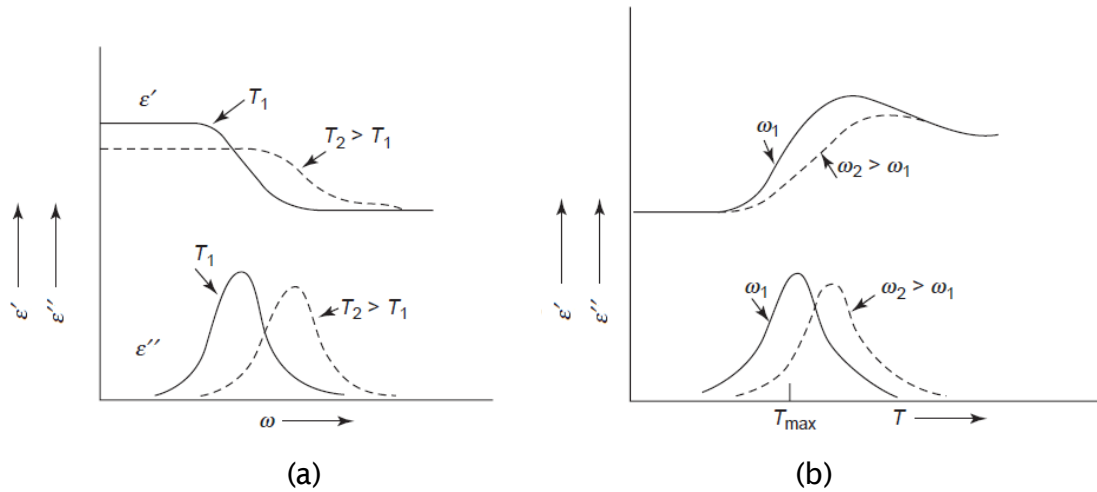 ε′
T₁
T₂ > T₁
T₁
T₂ > T₁
ε″
ε′
ε″
ω
(a)
ω₁
ω₂ > ω₁
ω₁
ω₂ > ω₁
ε′
ε″
Tmax
T
(b)